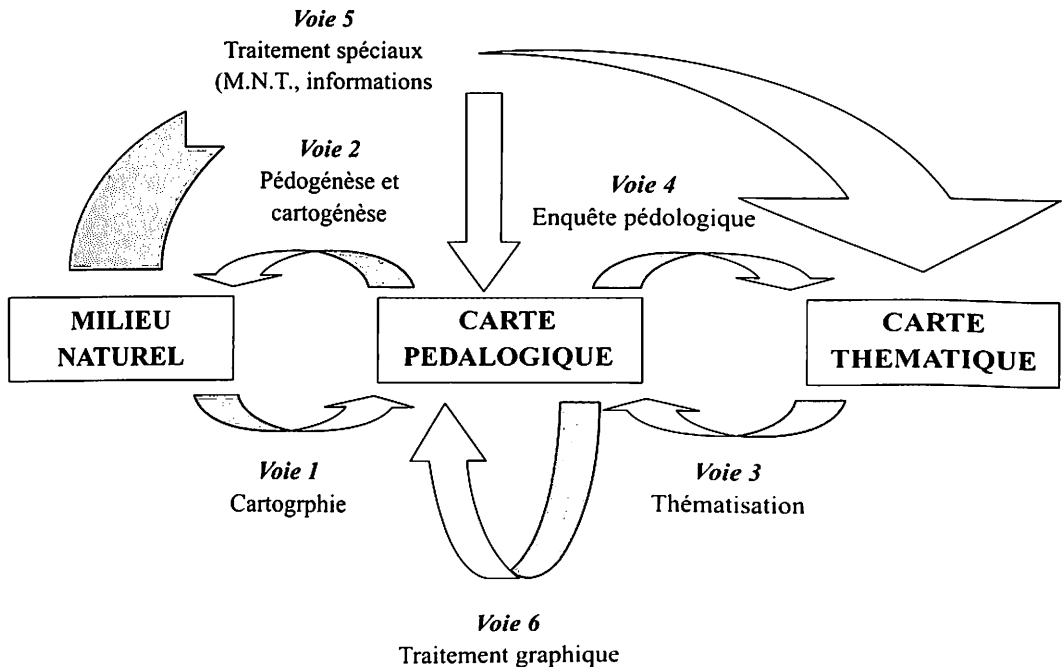 Voie 5
Traitement spéciaux
(M.N.T., informations
Voie 2
Pédogénèse et
cartogénèse
Voie 4
Enquête pédologique
MILIEU
NATUREL
CARTE
PEDALOGIQUE
CARTE
THEMATIQUE
Voie 1
Cartogrphie
Voie 3
Thématisation
Voie 6
Traitement graphique